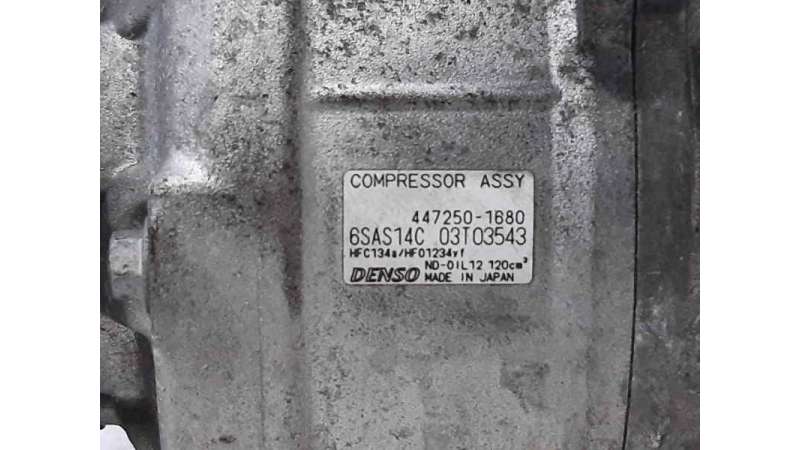 COMPRESSOR ASSY
447250-1680
6SAS14C 03T03543
HFC134a/HFO1234yf
DENSO ND-OIL12 120cm³
MADE IN JAPAN